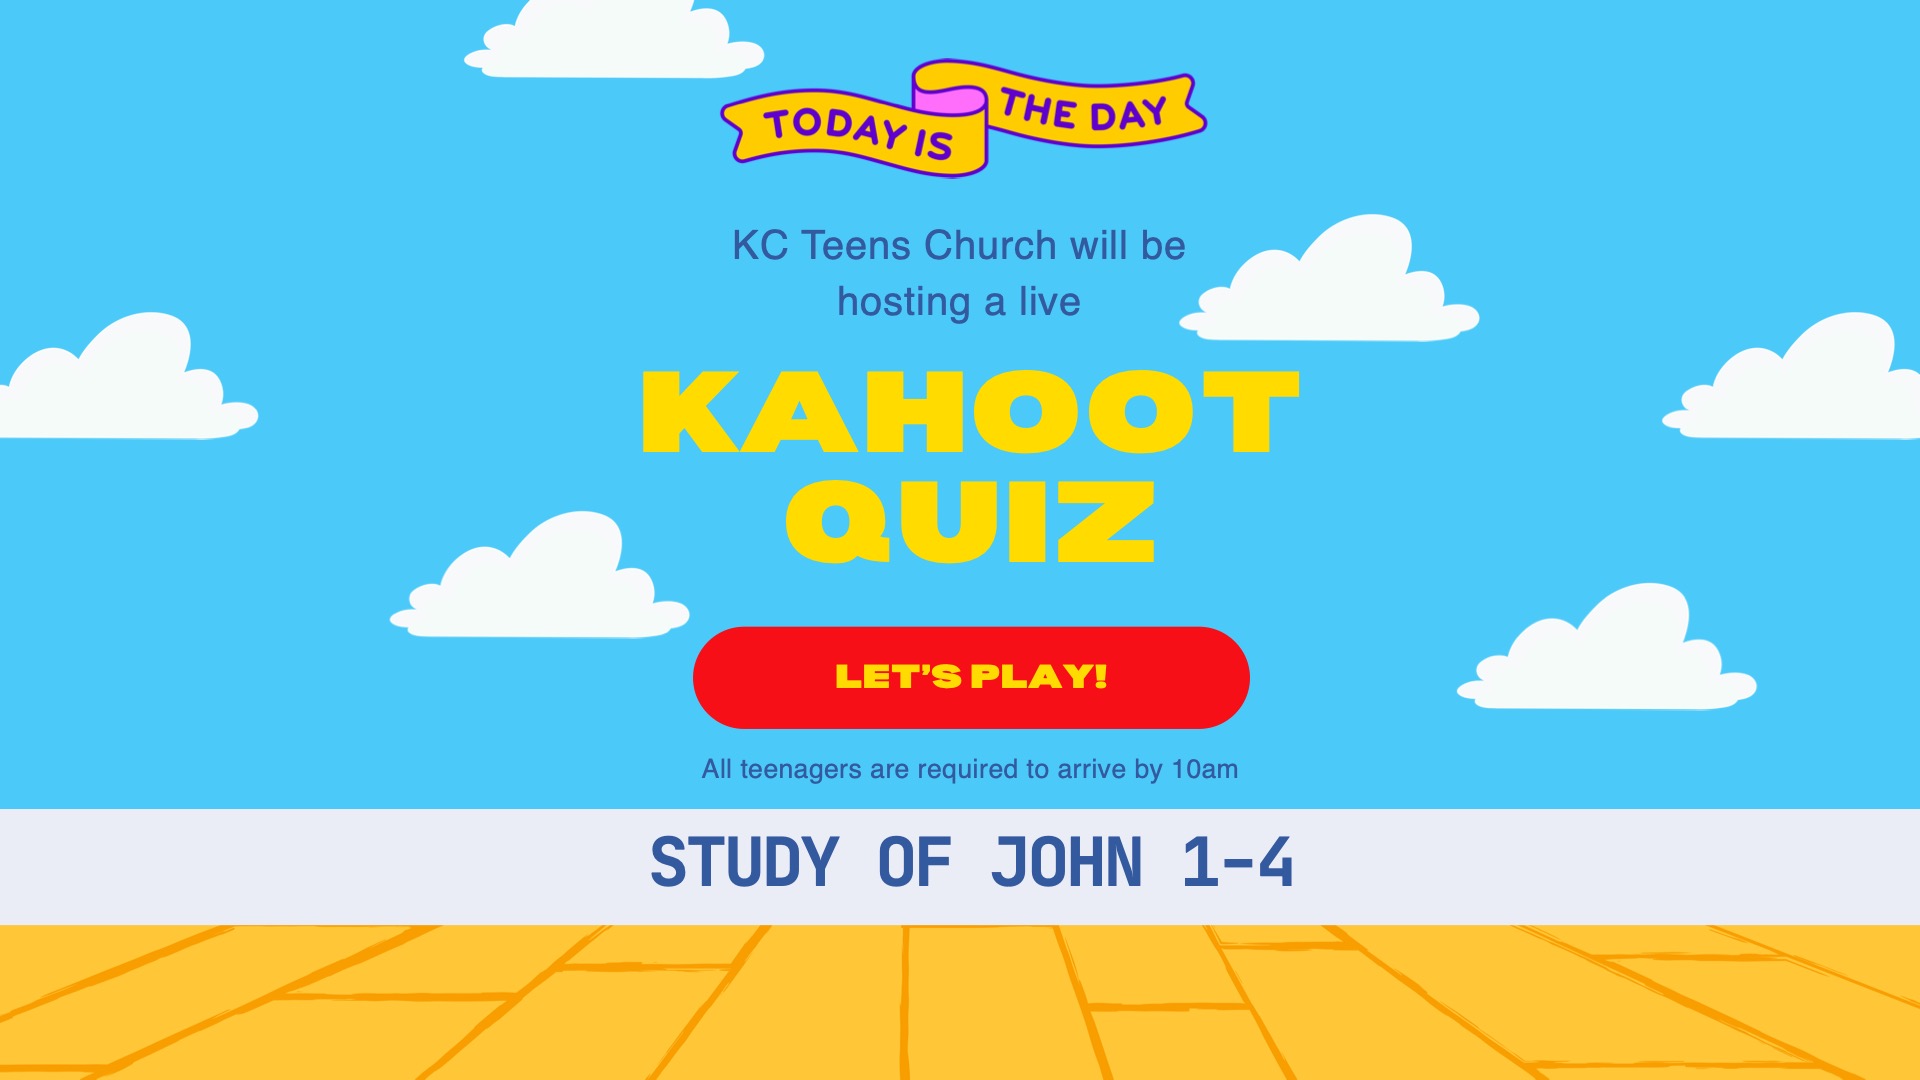 TODAY IS THE DAY
KC Teens Church will be
hosting a live
KAHOOT
QUIZ
LET'S PLAY!
All teenagers are required to arrive by 10am
STUDY OF JOHN 1-4